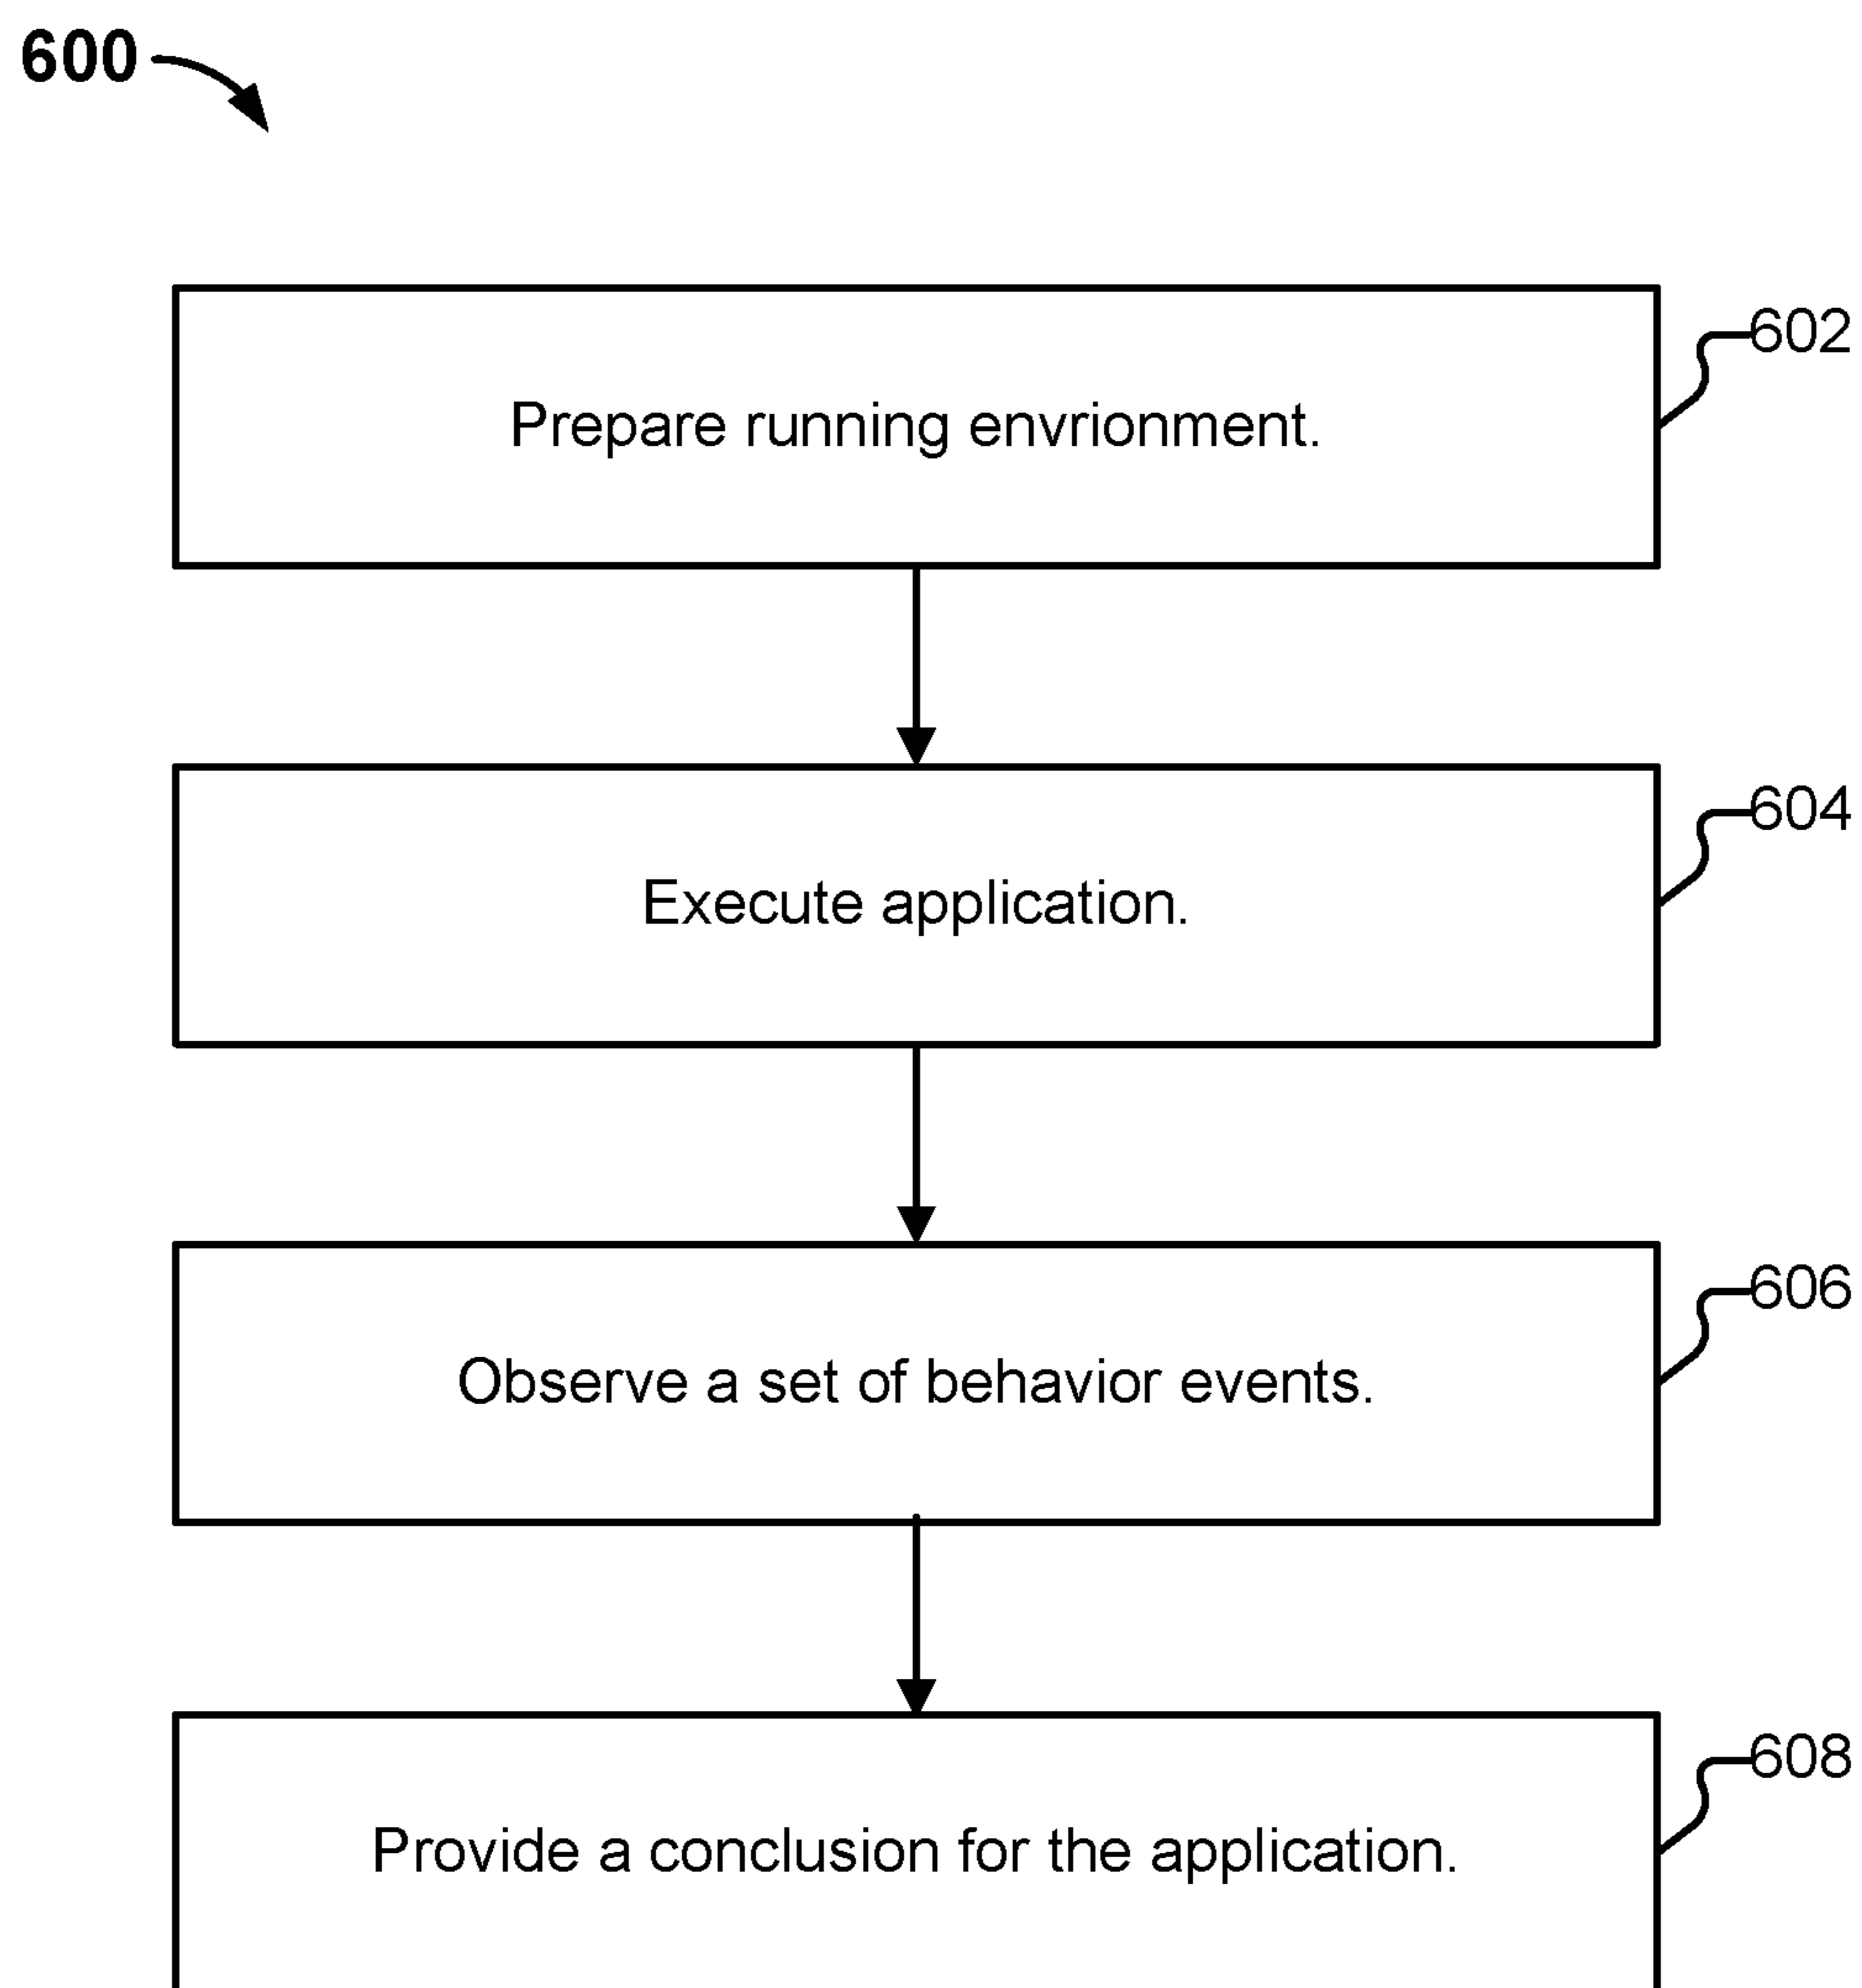 600
602
Prepare running envrionment.
604
Execute application.
606
Observe a set of behavior events.
608
Provide a conclusion for the application.